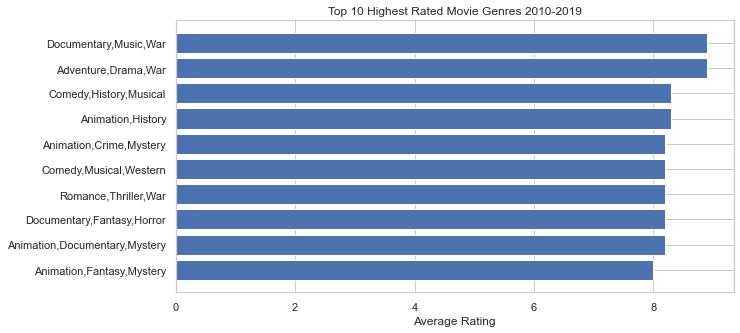 Top 10 Highest Rated Movie Genres 2010-2019
Documentary,Music,War
Adventure,Drama,War
Comedy,History,Musical
Animation,History
Animation,Crime,Mystery
Comedy,Musical,Western
Romance,Thriller,War
Documentary,Fantasy,Horror
Animation,Documentary,Mystery
Animation,Fantasy,Mystery
0 2 4 6 8
Average Rating